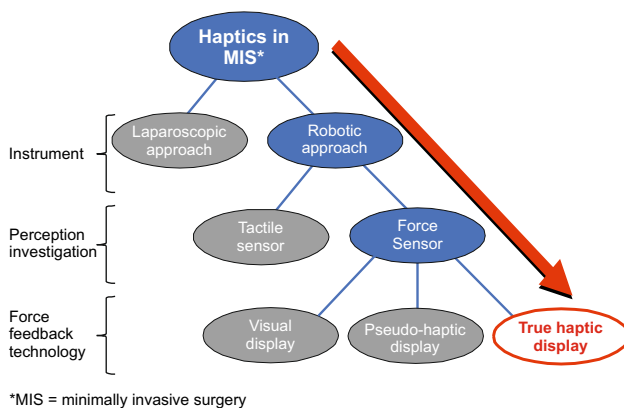 Haptics in
MIS*
Instrument
Laparoscopic
approach
Robotic
approach
Perception
investigation
Tactile
sensor
Force
Sensor
Force
feedback
technology
Visual
display
Pseudo-haptic
display
True haptic
display
*MIS = minimally invasive surgery